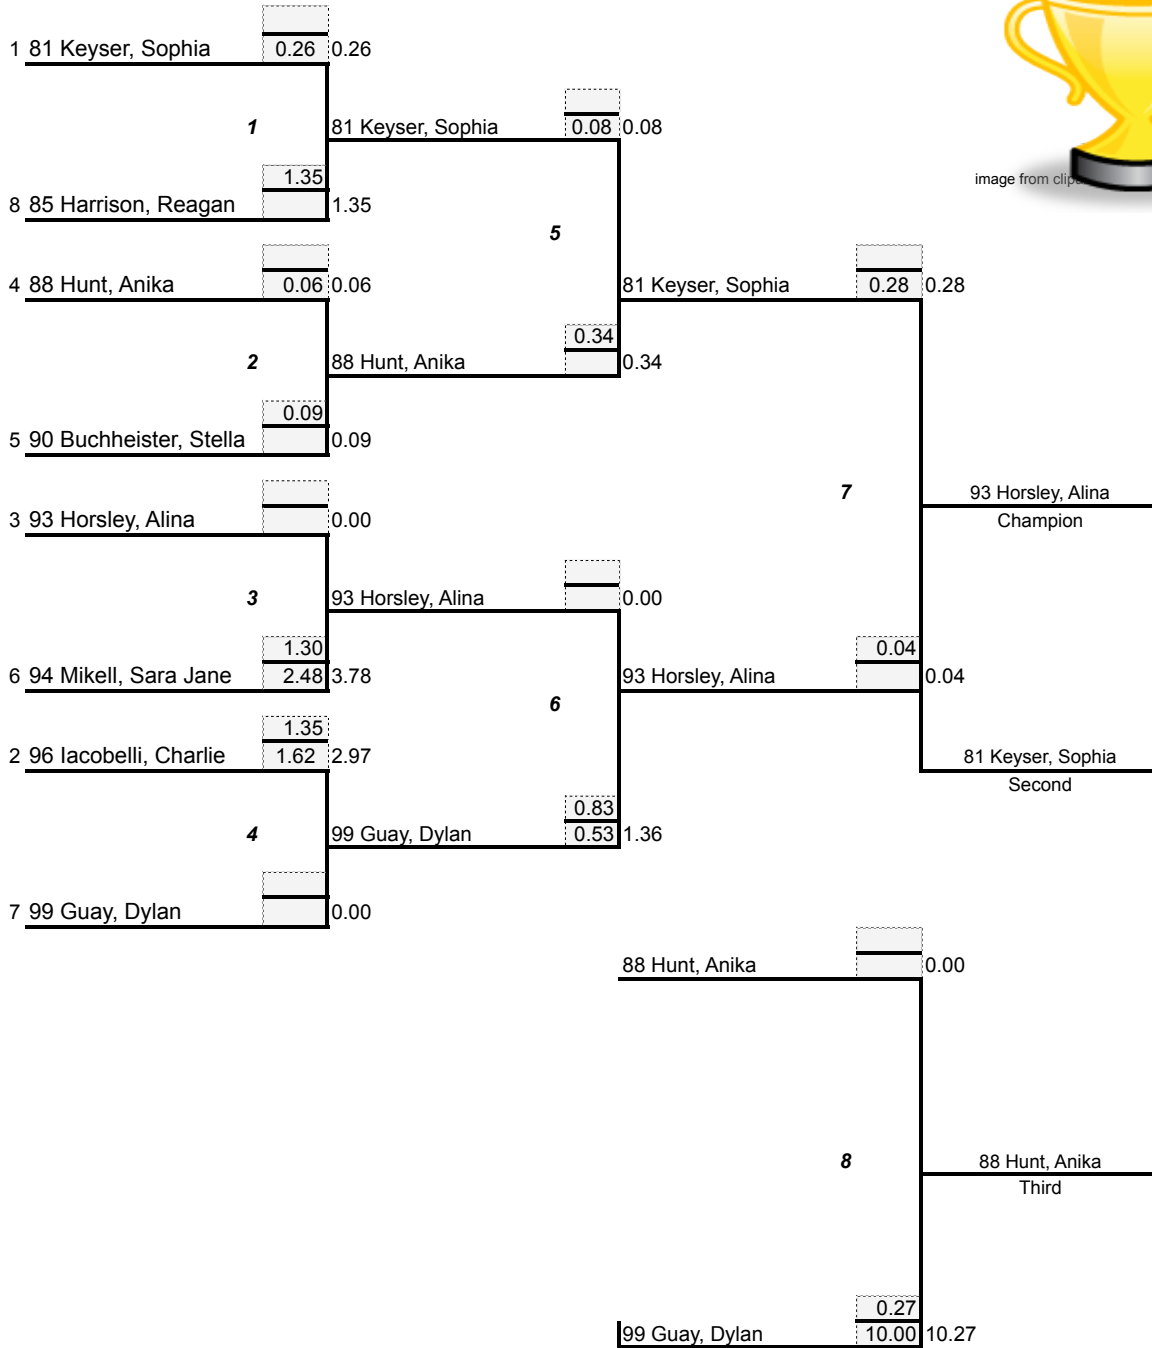 1 81 Keyser, Sophia 0.26 0.26
1 81 Keyser, Sophia 0.08 0.08
1.35
8 85 Harrison, Reagan 1.35
image from clip
5
4 88 Hunt, Anika 0.06 0.06
81 Keyser, Sophia 0.28 0.28
0.34
2 88 Hunt, Anika 0.34
0.09
5 90 Buchheister, Stella 0.09
7 93 Horsley, Alina
Champion
3 93 Horsley, Alina 0.00
3 93 Horsley, Alina 0.00
1.30
0.04
6 94 Mikell, Sara Jane 2.48 3.78
93 Horsley, Alina 0.04
6
1.35
2 96 Iacobelli, Charlie 1.62 2.97
81 Keyser, Sophia
Second
0.83
4 99 Guay, Dylan 0.53 1.36
7 99 Guay, Dylan 0.00
88 Hunt, Anika 0.00
8 88 Hunt, Anika
Third
0.27
99 Guay, Dylan 10.00 10.27